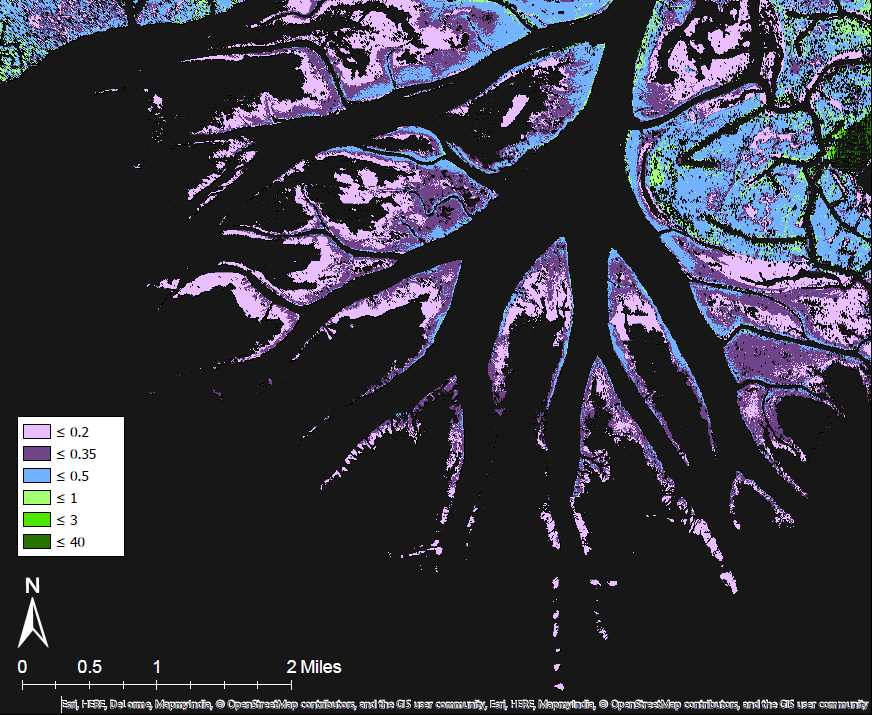 ≤ 0.2
≤ 0.35
≤ 0.5
≤ 1
≤ 3
≤ 40
N
0 0.5 1 2 Miles
Esri, HERE, DeLorme, MapmyIndia, © OpenStreetMap contributors, and the GIS user community, Esri, HERE, MapmyIndia, © OpenStreetMap contributors, and the GIS user community